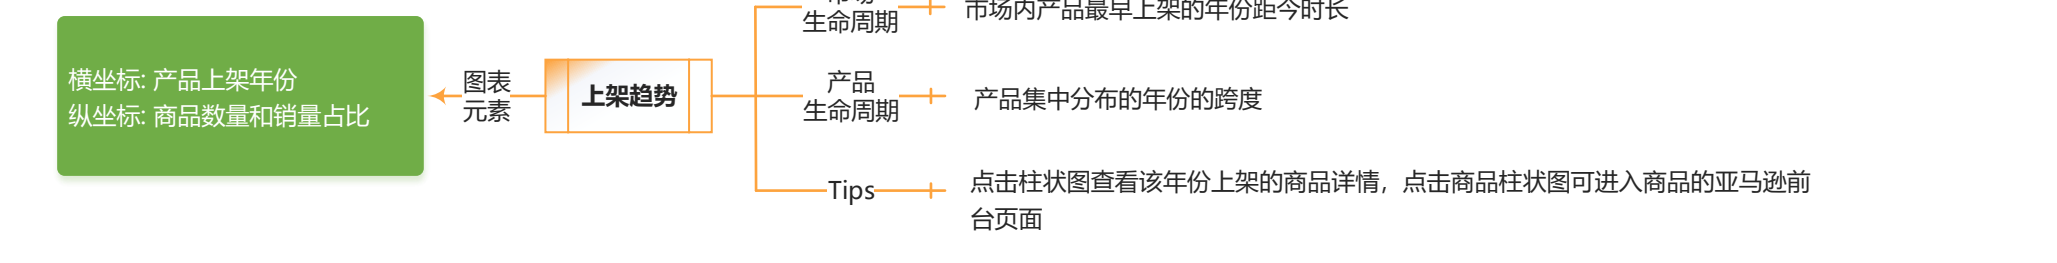 横坐标: 产品上架年份
纵坐标: 商品数量和销量占比
图表
元素
上架趋势
市场
生命周期
市场内产品最早上架的年份距今时长
产品
生命周期
产品集中分布的年份的跨度
Tips
点击柱状图查看该年份上架的商品详情，点击商品柱状图可进入商品的亚马逊前
台页面